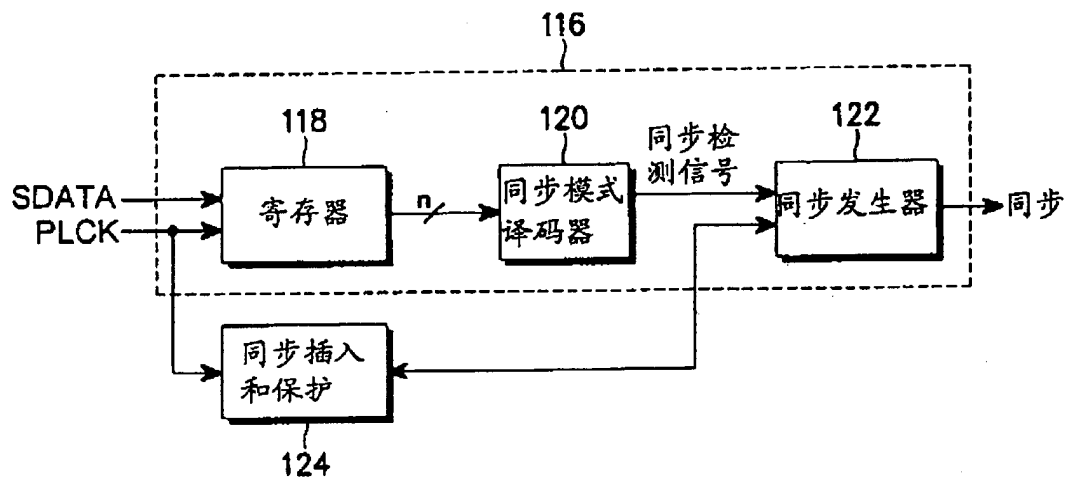 116
118
120
122
同步检
测信号
SDATA
PLCK
寄存器
n
同步模式
译码器
同步发生器
同步
同步插入
和保护
124